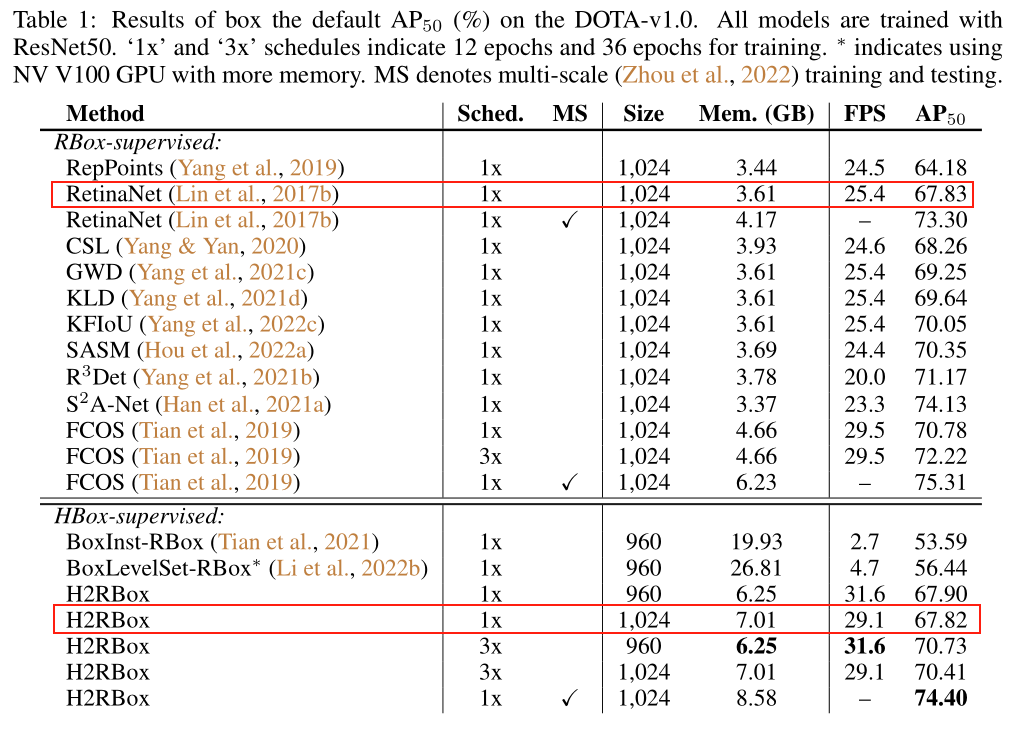 Table 1: Results of box the default AP50 (%) on the DOTA-v1.0. All models are trained with
ResNet50. ‘1x’ and ‘3x’ schedules indicate 12 epochs and 36 epochs for training. * indicates using
NV V100 GPU with more memory. MS denotes multi-scale (Zhou et al., 2022) training and testing.
Method Sched. MS Size Mem. (GB) FPS AP50
RBox-supervised:
RepPoints (Yang et al., 2019) 1x 1,024 3.44 24.5 64.18
RetinaNet (Lin et al., 2017b) 1x 1,024 3.61 25.4 67.83
RetinaNet (Lin et al., 2017b) 1x ✓ 1,024 4.17 – 73.30
CSL (Yang & Yan, 2020) 1x 1,024 3.93 24.6 68.26
GWD (Yang et al., 2021c) 1x 1,024 3.61 25.4 69.25
KLD (Yang et al., 2021d) 1x 1,024 3.61 25.4 69.64
KFIoU (Yang et al., 2022c) 1x 1,024 3.61 25.4 70.05
SASM (Hou et al., 2022a) 1x 1,024 3.69 24.4 70.35
R³Det (Yang et al., 2021b) 1x 1,024 3.78 20.0 71.17
S²A-Net (Han et al., 2021a) 1x 1,024 3.37 23.3 74.13
FCOS (Tian et al., 2019) 1x 1,024 4.66 29.5 70.78
FCOS (Tian et al., 2019) 3x 1,024 4.66 29.5 72.22
FCOS (Tian et al., 2019) 1x ✓ 1,024 6.23 – 75.31
HBox-supervised:
BoxInst-RBox (Tian et al., 2021) 1x 960 19.93 2.7 53.59
BoxLevelSet-RBox* (Li et al., 2022b) 1x 960 26.81 4.7 56.44
H2RBox 1x 960 6.25 31.6 67.90
H2RBox 1x 1,024 7.01 29.1 67.82
H2RBox 3x 960 6.25 31.6 70.73
H2RBox 3x 1,024 7.01 29.1 70.41
H2RBox 1x ✓ 1,024 8.58 – 74.40